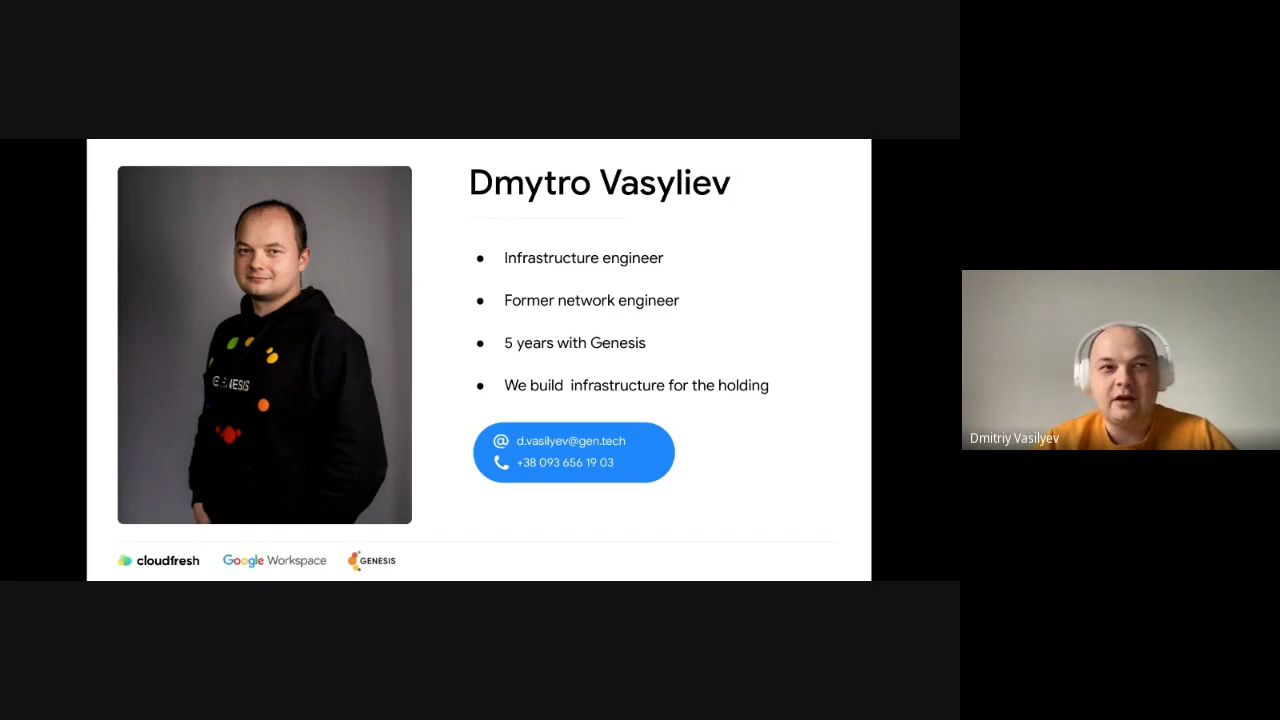 Dmytro Vasyliev
● Infrastructure engineer
● Former network engineer
● 5 years with Genesis
● We build infrastructure for the holding
d.vasilyev@gen.tech
+38 093 656 19 03
GENESIS
cloudfresh
Google Workspace
GENESIS
Dmitriy Vasilyev